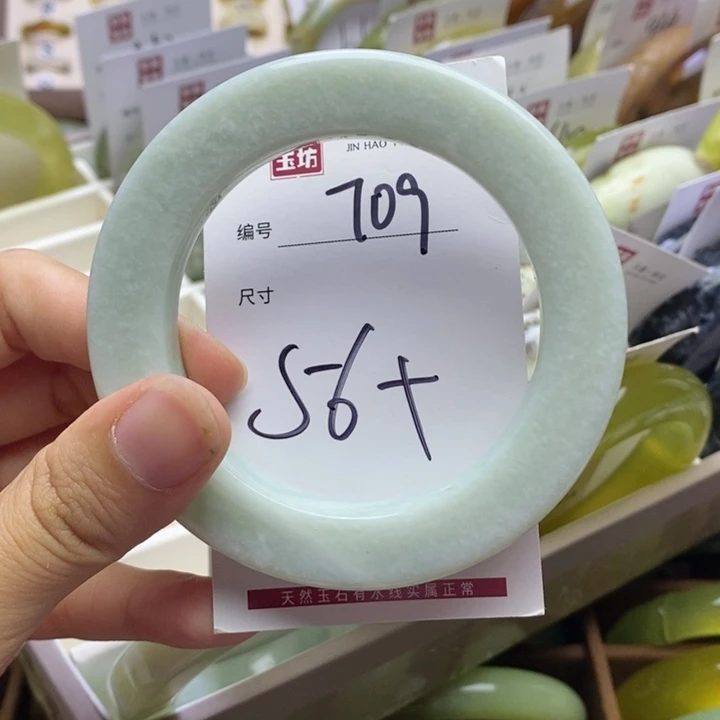 玉坊
JIN HAO
编号 709
尺寸
56+
天然玉石有水线实属正常